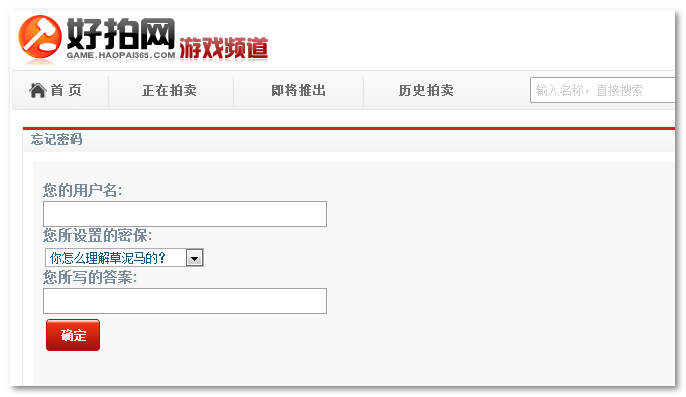 好拍网
GAME.HAOPAI365.COM 游戏频道
首 页 正在拍卖 即将推出 历史拍卖 输入名称，直接搜索
忘记密码
您的用户名:
您所设置的密保:
你怎么理解草泥马的？
您所写的答案:
确定